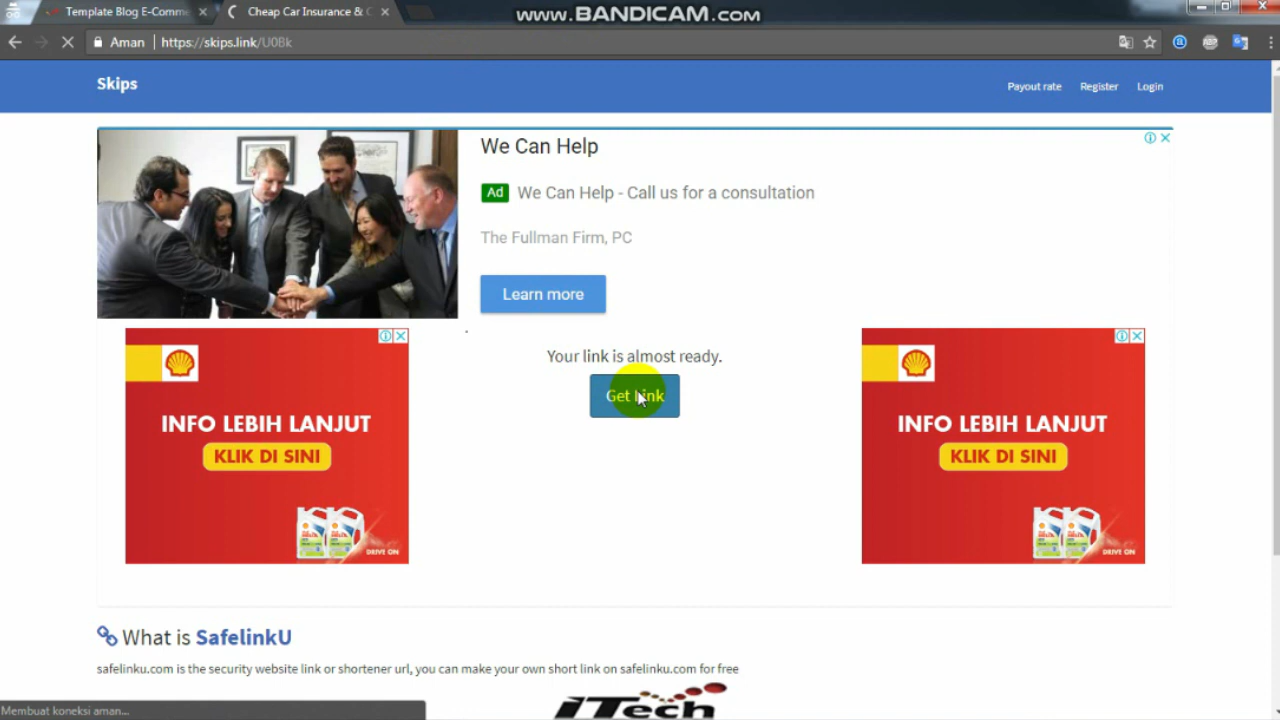 www.BANDICAM.com
Template Blog E-Comme
Cheap Car Insurance & C
Aman
https://skips.link/U0Bk
Skips
Payout rate
Register
Login
We Can Help
Ad We Can Help - Call us for a consultation
The Fullman Firm, PC
Learn more
Your link is almost ready.
Get Link
INFO LEBIH LANJUT
KLIK DI SINI
DRIVE ON
INFO LEBIH LANJUT
KLIK DI SINI
DRIVE ON
What is SafelinkU
safelinku.com is the security website link or shortener url, you can make your own short link on safelinku.com for free
iTech
Membuat koneksi aman...